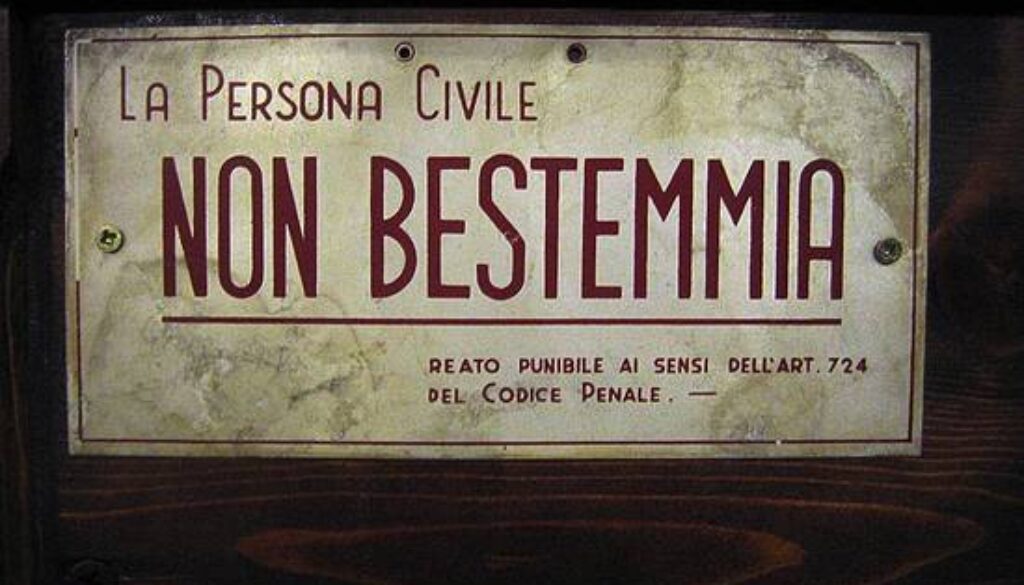 La Persona Civile
NON BESTEMMIA
REATO PUNIBILE AI SENSI DELL'ART. 724
DEL CODICE PENALE. —